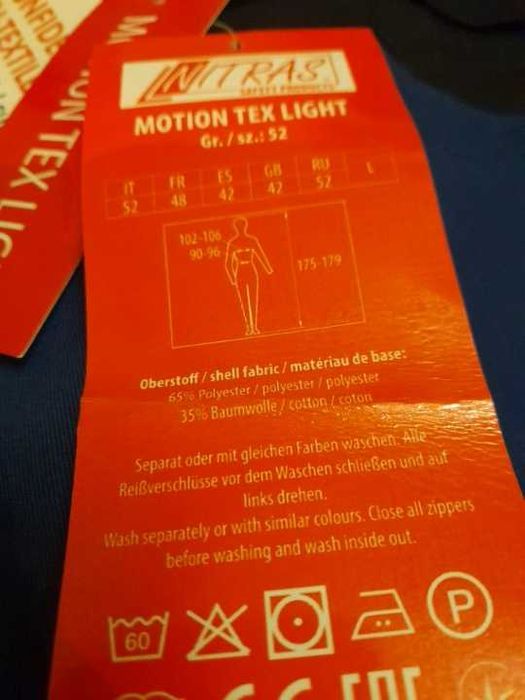 NITRAS
SAFETY PRODUCTS
MOTION TEX LIGHT
Gr. / sz.: 52
IT FR ES GB RU L
52 48 42 42 52
102-106
90-96
175-179
Oberstoff / shell fabric / matériau de base:
65% Polyester / polyester / polyester
35% Baumwolle / cotton / coton
Separat oder mit gleichen Farben waschen. Alle
Reißverschlüsse vor dem Waschen schließen und auf
links drehen.
Wash separately or with similar colours. Close all zippers
before washing and wash inside out.
60
P